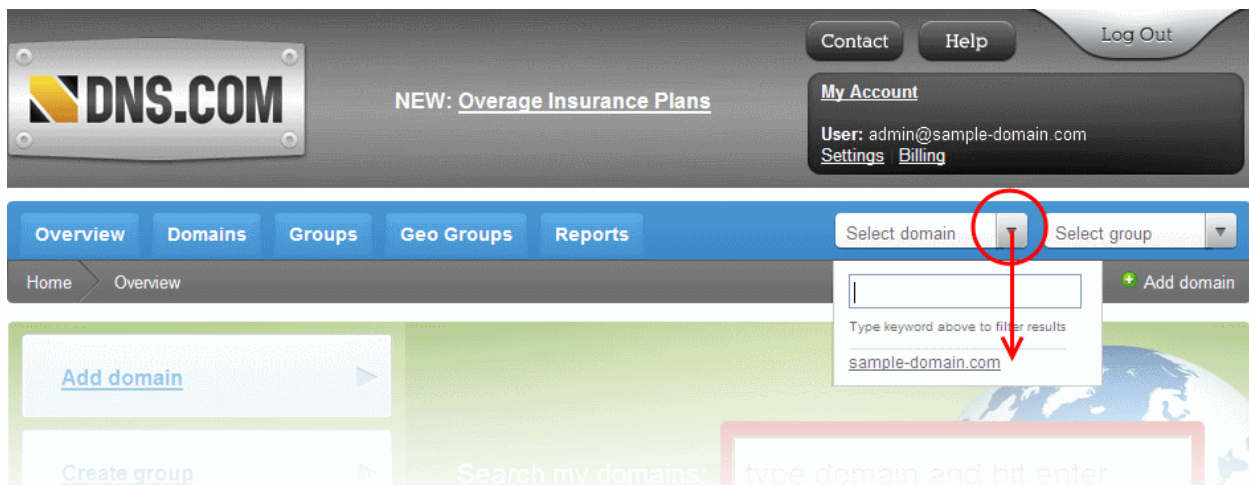 Contact Help Log Out
DNS.COM
NEW: Overage Insurance Plans
My Account
User: admin@sample-domain.com
Settings Billing
Overview Domains Groups Geo Groups Reports Select domain Select group
Home Overview Add domain
Type keyword above to filter results
sample-domain.com
Add domain
Create group
Search my domains: type domain and hit enter